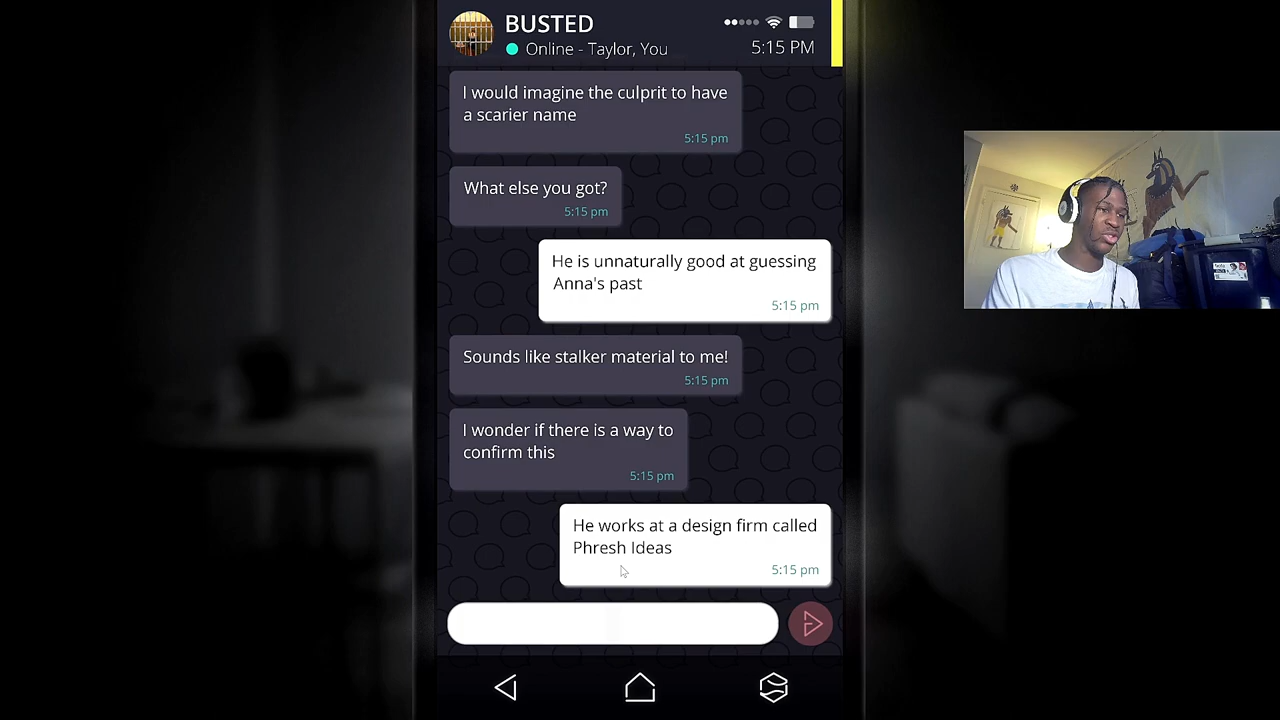 BUSTED
Online - Taylor, You
5:15 PM
I would imagine the culprit to have
a scarier name
5:15 pm
What else you got?
5:15 pm
He is unnaturally good at guessing
Anna's past
5:15 pm
Sounds like stalker material to me!
5:15 pm
I wonder if there is a way to
confirm this
5:15 pm
He works at a design firm called
Phresh Ideas
5:15 pm